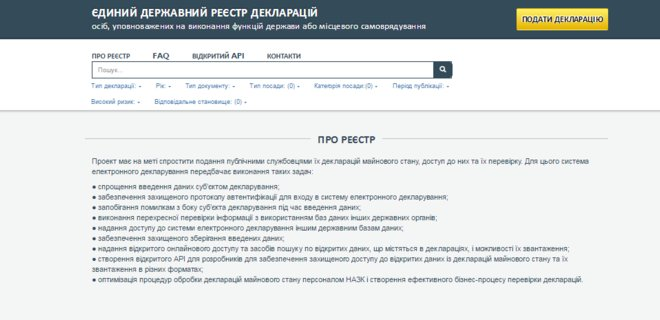 ЄДИНИЙ ДЕРЖАВНИЙ РЕЄСТР ДЕКЛАРАЦІЙ
осіб, уповноважених на виконання функцій держави або місцевого самоврядування
ПОДАТИ ДЕКЛАРАЦІЮ
ПРО РЕЄСТР FAQ ВІДКРИТИЙ API КОНТАКТИ
Пошук...
Тип декларації: Рік: Тип документу: Тип посади: (0) Категорія посади:(0) Період публікації:
Високий ризик: Відповідальне становище: (0)
ПРО РЕЄСТР
Проект має на меті спростити подання публічними службовцями їх декларацій майнового стану, доступ до них та їх перевірку. Для цього система
електронного декларування передбачає виконання таких задач:
● спрощення введення даних суб'єктом декларування;
● забезпечення захищеного протоколу автентифікації для входу в систему електронного декларування;
● запобігання помилкам з боку суб'єкта декларування під час введення даних;
● виконання перехресної перевірки інформації з використанням баз даних інших державних органів;
● надання доступу до системи електронного декларування іншим державним базам даних;
● забезпечення захищеного зберігання введених даних;
● надання відкритого онлайнового доступу та засобів пошуку по відкритих даних, що містяться в деклараціях, і можливості їх звантаження;
● створення відкритого API для розробників для забезпечення захищеного доступу до відкритих даних із декларацій майнового стану та їх
звантаження в різних форматах;
● оптимізація процедур обробки декларацій майнового стану персоналом НАЗК і створення ефективного бізнес-процесу перевірки декларацій.